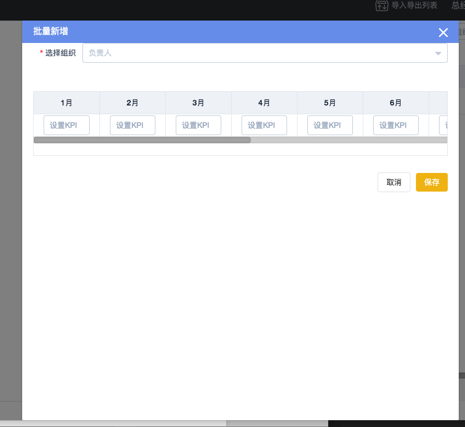 导入导出列表
批量新增
* 选择组织 负责人
1月 2月 3月 4月 5月 6月
设置KPI 设置KPI 设置KPI 设置KPI 设置KPI 设置KPI
取消 保存